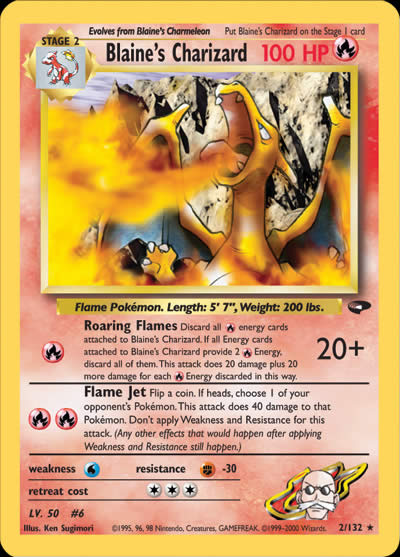 Evolves from Blaine's Charmeleon Put Blaine's Charizard on the Stage 1 card
STAGE 2
Blaine's Charizard 100 HP
Flame Pokémon. Length: 5' 7", Weight: 200 lbs.
Roaring Flames Discard all energy cards
attached to Blaine's Charizard. If all Energy cards
attached to Blaine's Charizard provide 2 Energy,
discard all of them. This attack does 20 damage plus 20
more damage for each Energy discarded in this way.
20+
Flame Jet Flip a coin. If heads, choose 1 of your
opponent's Pokémon. This attack does 40 damage to that
Pokémon. Don't apply Weakness and Resistance for this
attack. (Any other effects that would happen after applying
Weakness and Resistance still happen.)
weakness resistance -30
retreat cost
LV. 50 #6
Illus. Ken Sugimori ©1995, 96, 98 Nintendo, Creatures, GAMEFREAK. ©1999-2000 Wizards. 2/132